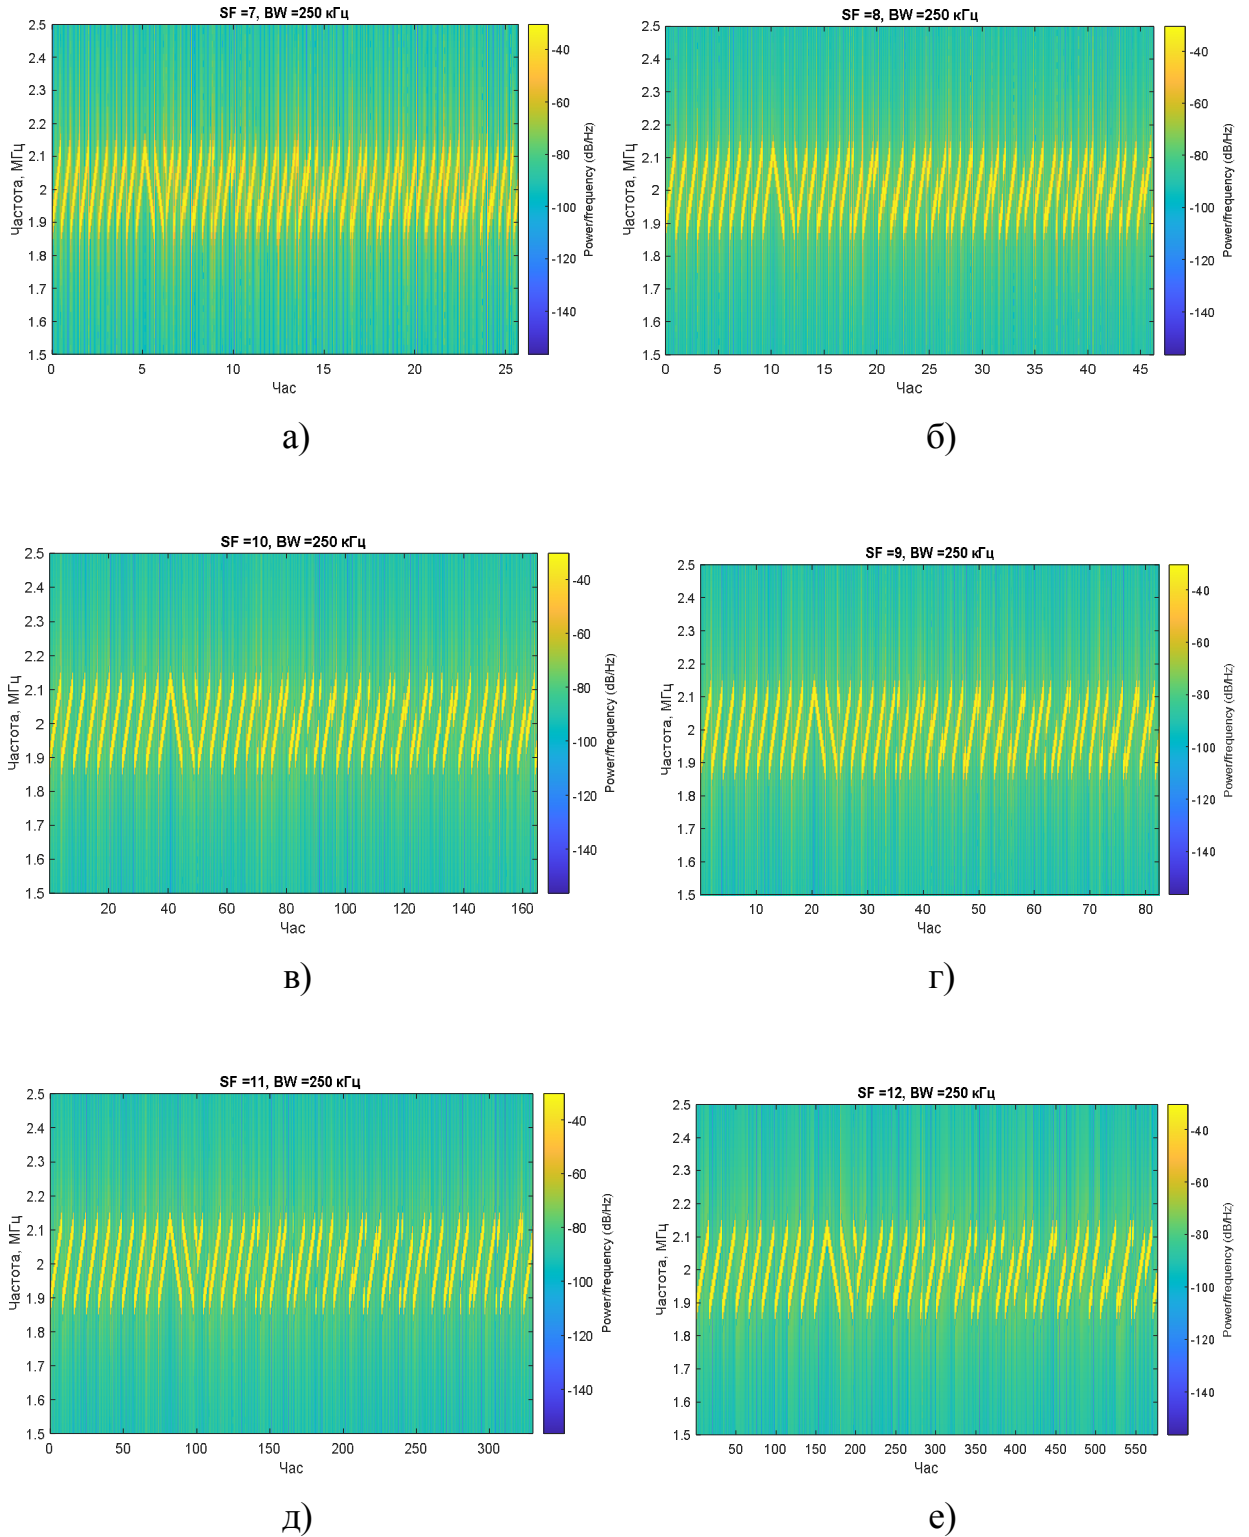 SF =7, BW =250 кГц
2.5
2.4
2.3
2.2
2.1
2
1.9
1.8
1.7
1.6
1.5
Частота, МГц
0 5 10 15 20 25
Час
-40
-60
-80
-100
-120
-140
Power/frequency (dB/Hz)
а)
SF =8, BW =250 кГц
2.5
2.4
2.3
2.2
2.1
2
1.9
1.8
1.7
1.6
1.5
Частота, МГц
0 5 10 15 20 25 30 35 40 45
Час
-40
-60
-80
-100
-120
-140
Power/frequency (dB/Hz)
б)
SF =10, BW =250 кГц
2.5
2.4
2.3
2.2
2.1
2
1.9
1.8
1.7
1.6
1.5
Частота, МГц
20 40 60 80 100 120 140 160
Час
-40
-60
-80
-100
-120
-140
Power/frequency (dB/Hz)
в)
SF =9, BW =250 кГц
2.5
2.4
2.3
2.2
2.1
2
1.9
1.8
1.7
1.6
1.5
Частота, МГц
10 20 30 40 50 60 70 80
Час
-40
-60
-80
-100
-120
-140
Power/frequency (dB/Hz)
г)
SF =11, BW =250 кГц
2.5
2.4
2.3
2.2
2.1
2
1.9
1.8
1.7
1.6
1.5
Частота, МГц
0 50 100 150 200 250 300
Час
-40
-60
-80
-100
-120
-140
Power/frequency (dB/Hz)
д)
SF =12, BW =250 кГц
2.5
2.4
2.3
2.2
2.1
2
1.9
1.8
1.7
1.6
1.5
Частота, МГц
50 100 150 200 250 300 350 400 450 500 550
Час
-40
-60
-80
-100
-120
-140
Power/frequency (dB/Hz)
е)